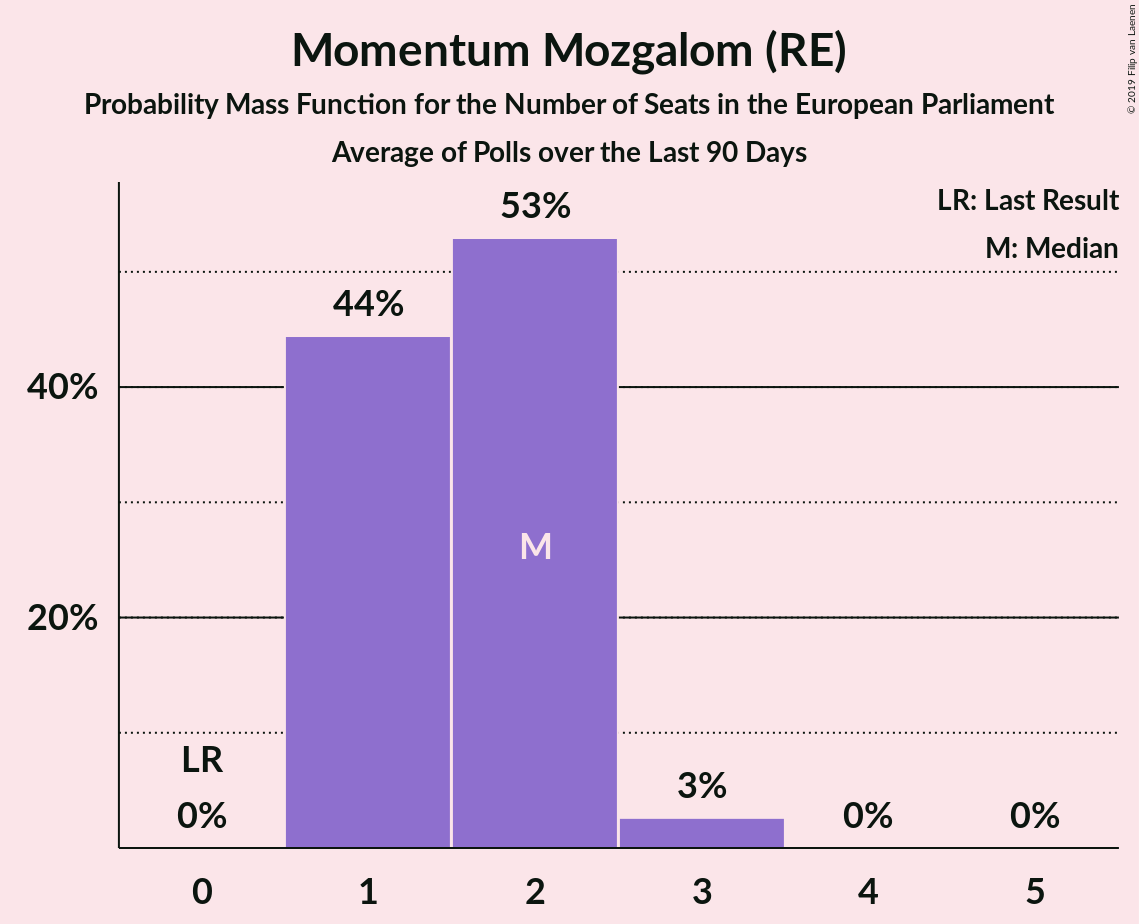 Momentum Mozgalom (RE)
Probability Mass Function for the Number of Seats in the European Parliament
Average of Polls over the Last 90 Days
© 2019 Filip van Laenen
LR: Last Result
M: Median
53%
44%
40%
M
20%
LR
0%
3%
0%
0%
0 1 2 3 4 5